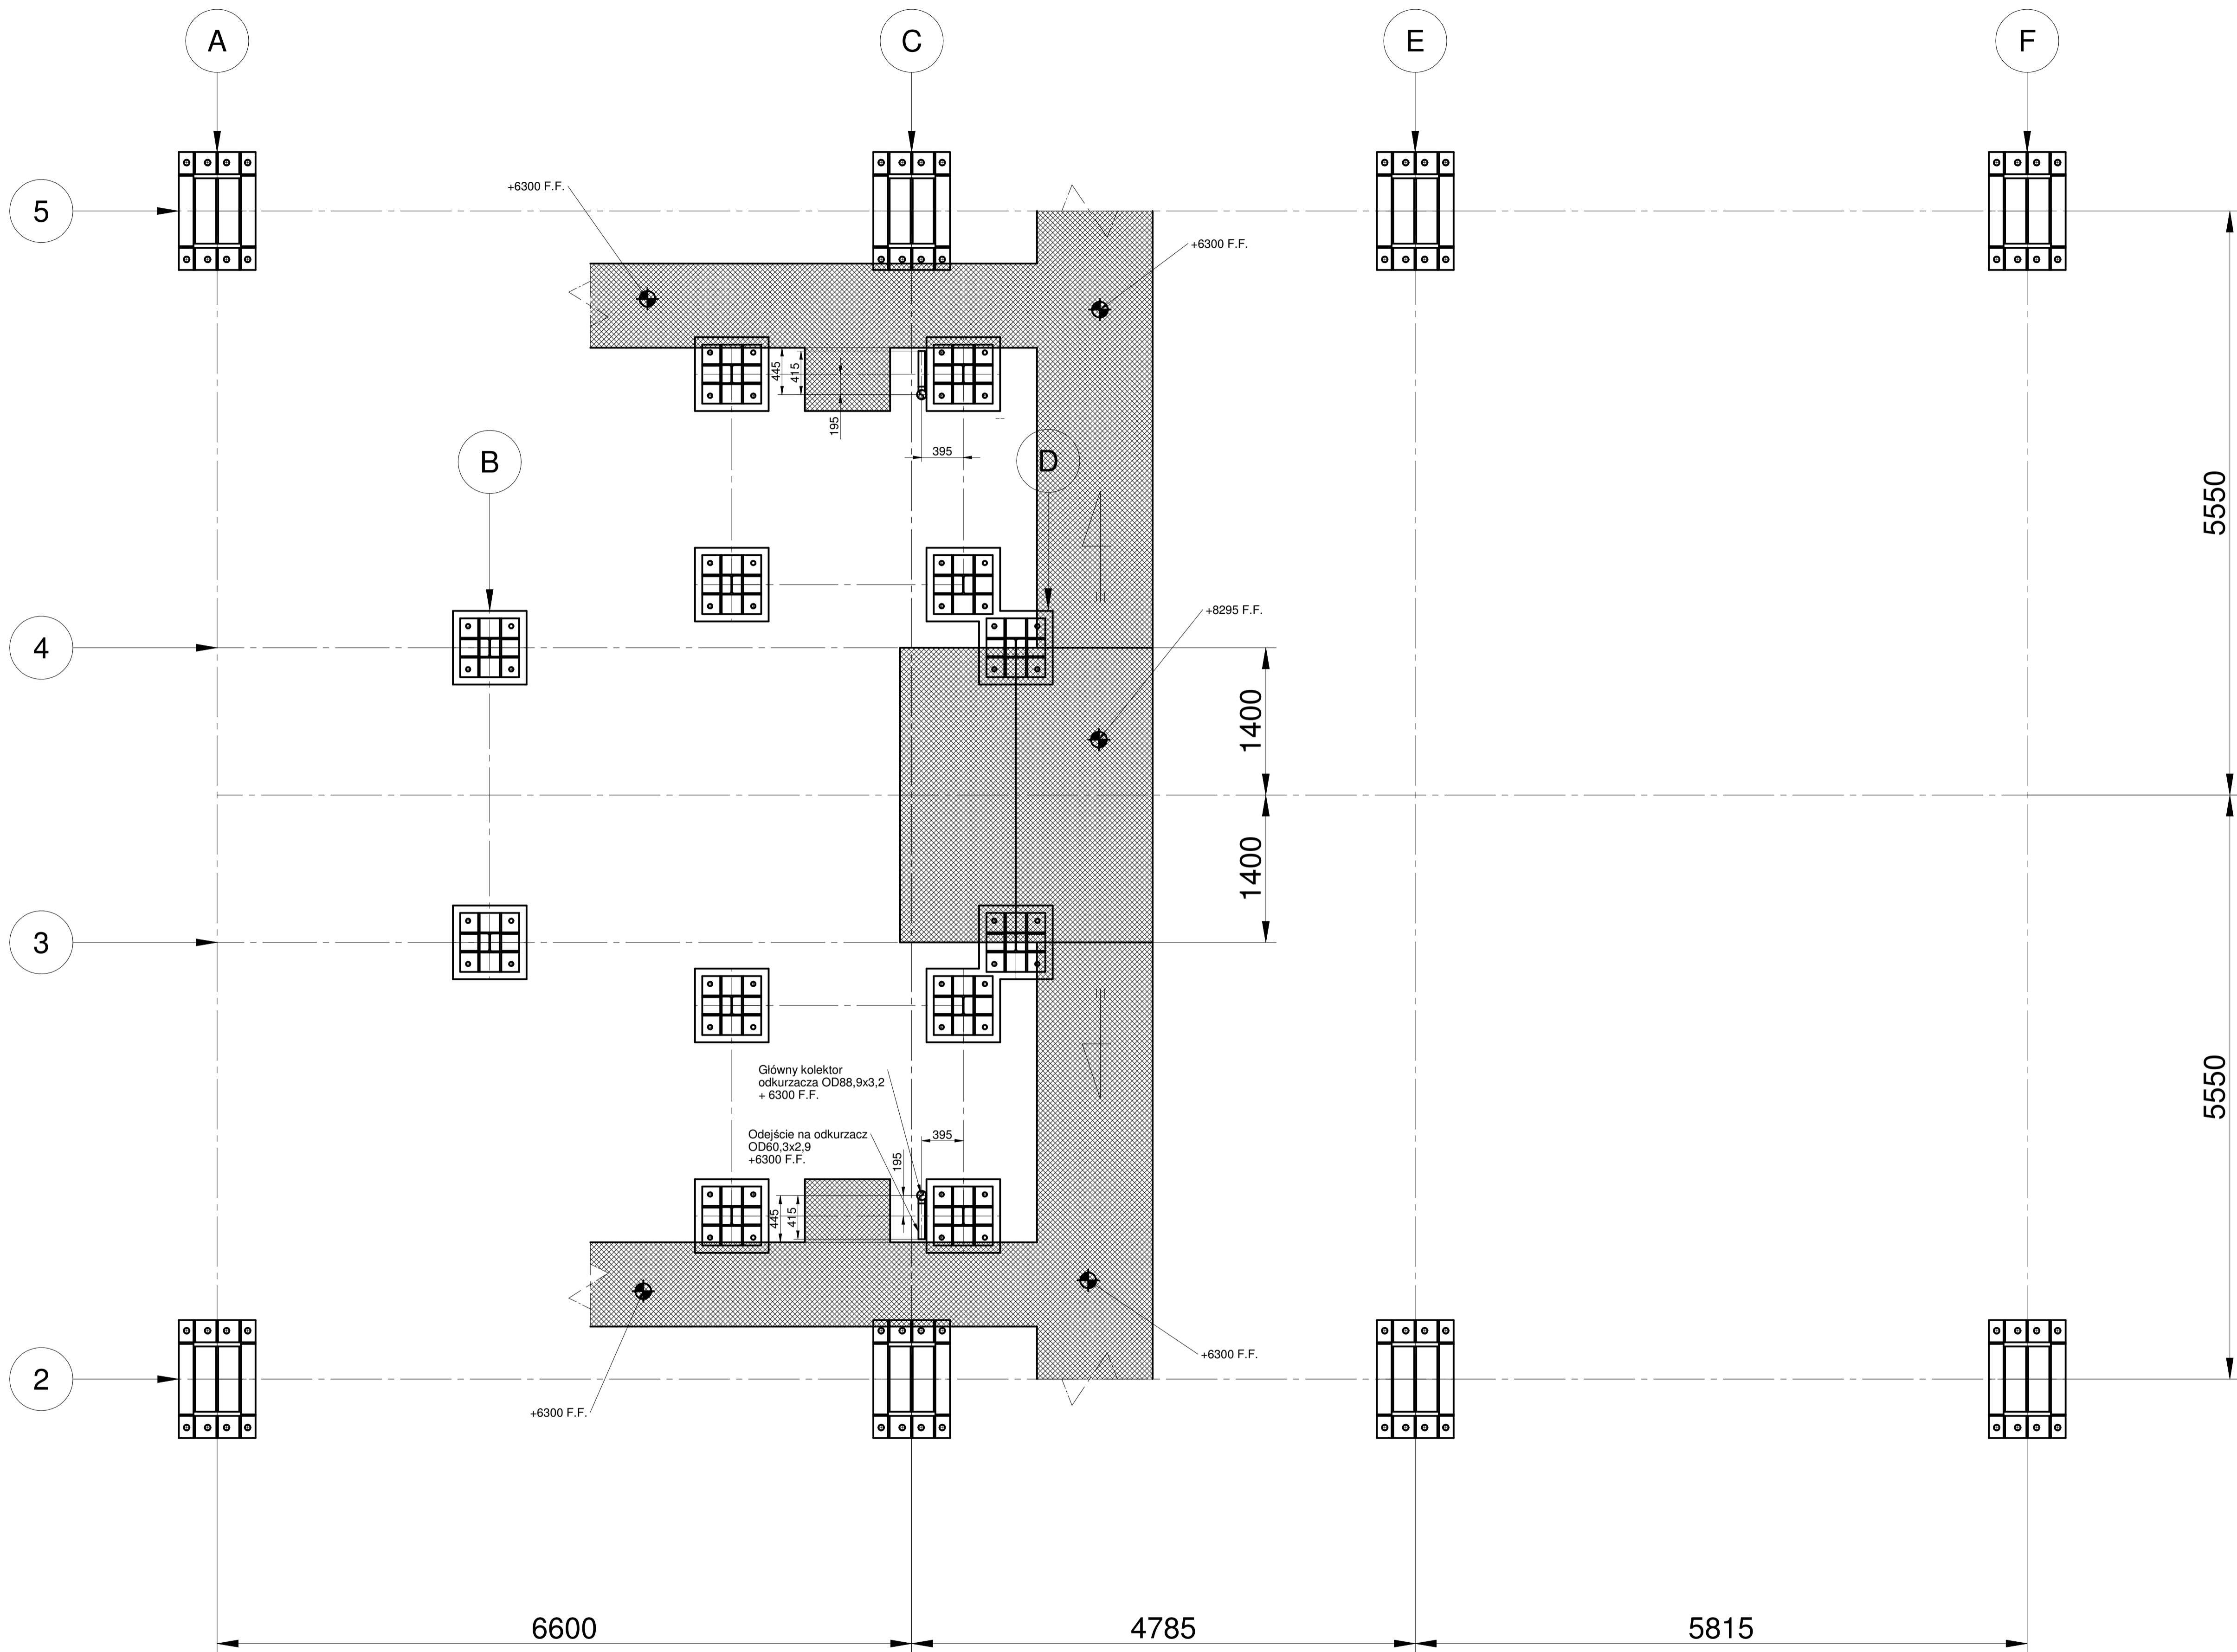 A
C
E
F
5
+6300 F.F.
+6300 F.F.
445
415
195
395
B
D
5550
4
+8295 F.F.
1400
1400
3
Główny kolektor
odkurzacza OD88,9x3,2
+ 6300 F.F.
Odejście na odkurzacz
OD60,3x2,9
+6300 F.F.
395
195
445
415
5550
+6300 F.F.
2
+6300 F.F.
6600
4785
5815